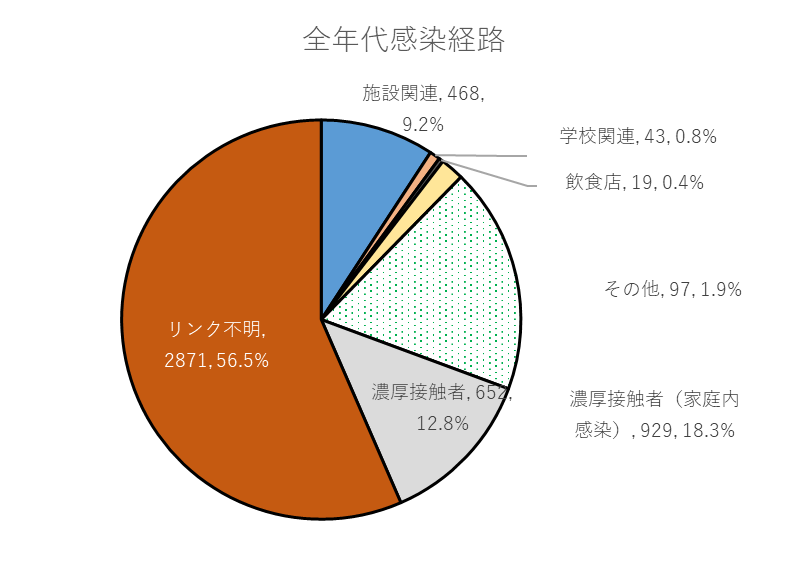 全年代感染経路
施設関連, 468,
9.2%
学校関連, 43, 0.8%
飲食店, 19, 0.4%
その他, 97, 1.9%
リンク不明,
2871, 56.5%
濃厚接触者, 652,
12.8%
濃厚接触者（家庭内
感染）, 929, 18.3%